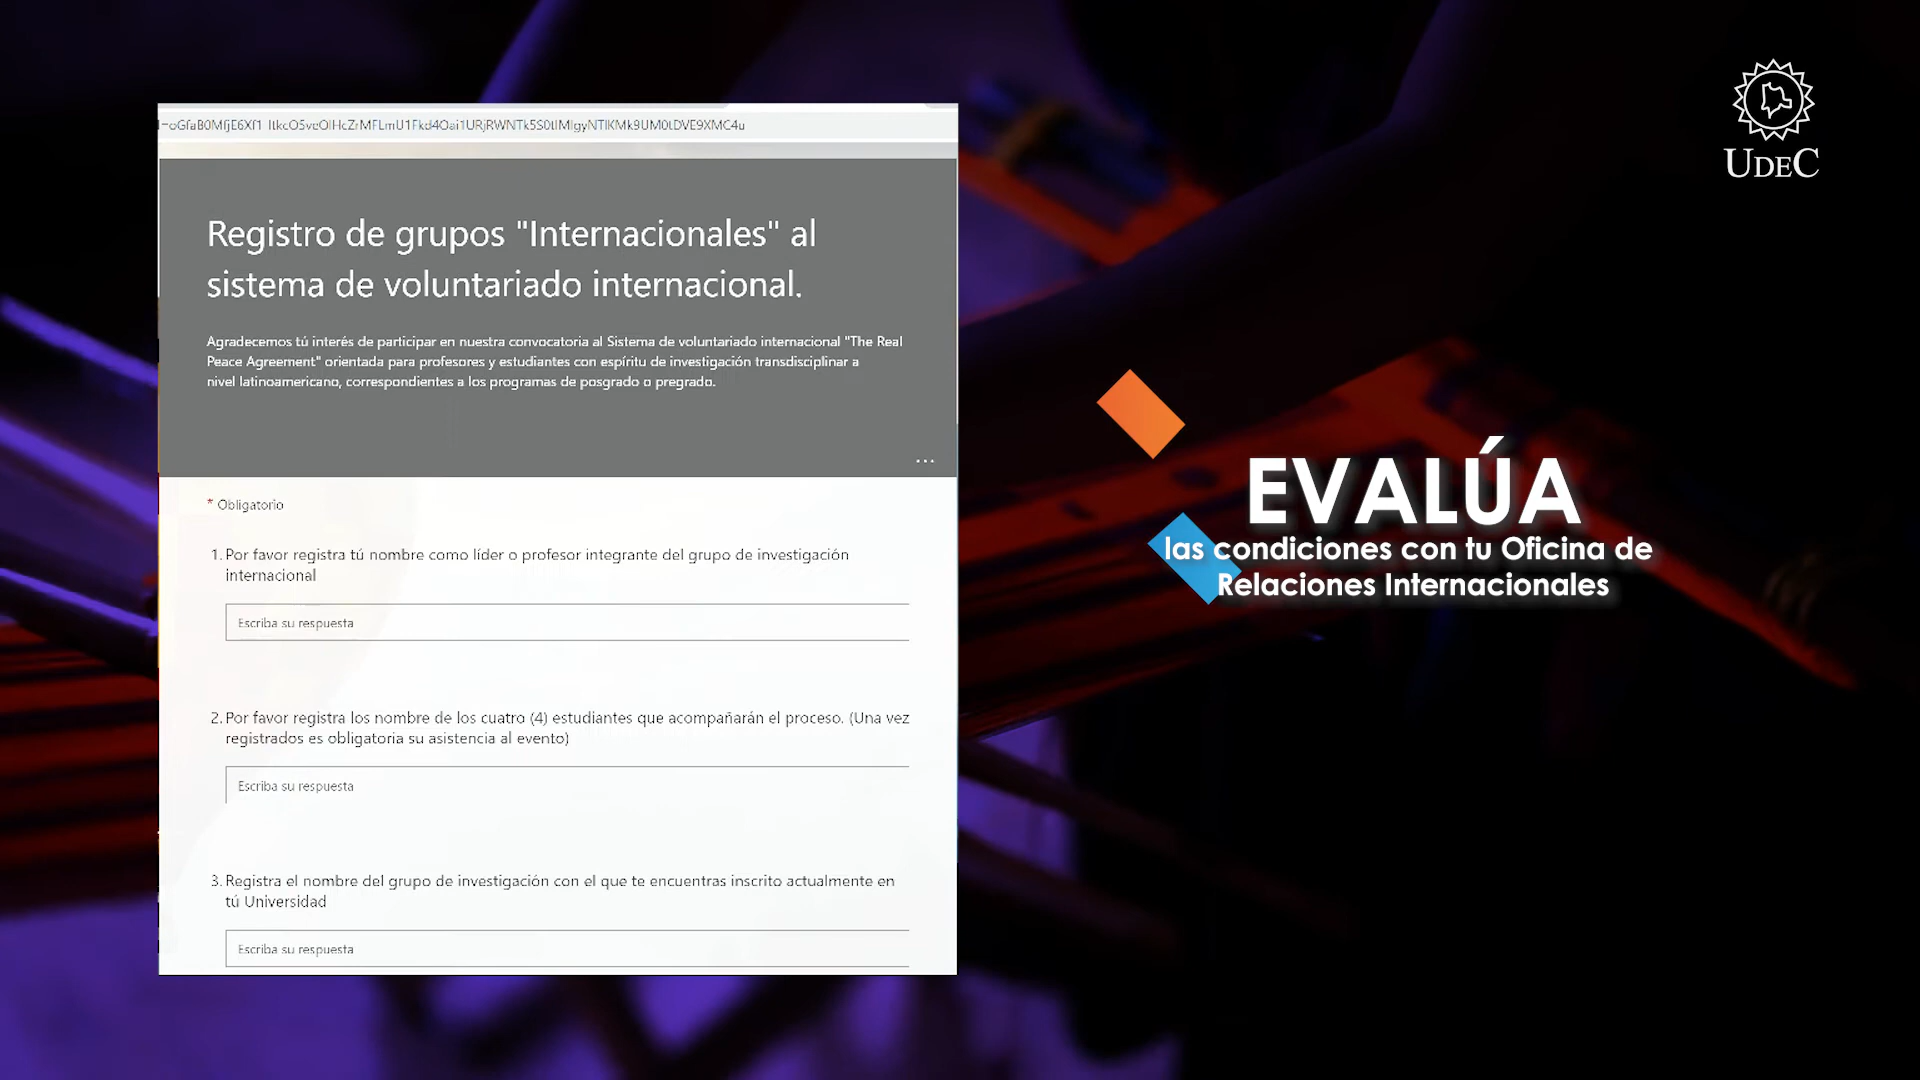 Registro de grupos "Internacionales" al
sistema de voluntariado internacional.
Agradecemos tú interés de participar en nuestra convocatoria al Sistema de voluntariado internacional "The Real
Peace Agreement" orientada para profesores y estudiantes con espíritu de investigación transdisciplinar a
nivel latinoamericano, correspondientes a los programas de posgrado o pregrado.
...
* Obligatorio
1. Por favor registra tú nombre como líder o profesor integrante del grupo de investigación
internacional
Escriba su respuesta
2. Por favor registra los nombre de los cuatro (4) estudiantes que acompañarán el proceso. (Una vez
registrados es obligatoria su asistencia al evento)
Escriba su respuesta
3. Registra el nombre del grupo de investigación con el que te encuentras inscrito actualmente en
tú Universidad
Escriba su respuesta
UDEC
EVALÚA
las condiciones con tu Oficina de
Relaciones Internacionales